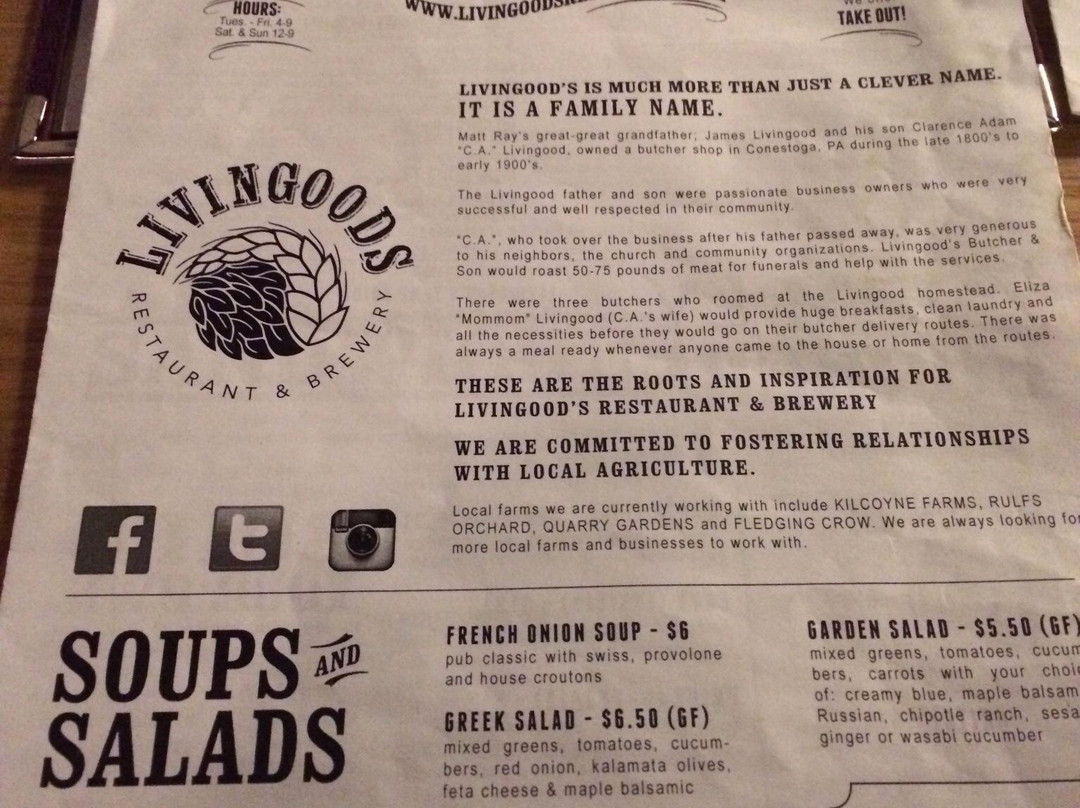 HOURS:
Tues. - Fri. 4-9
Sat. & Sun 12-9
TAKE OUT!
LIVINGOODS
RESTAURANT & BREWERY
LIVINGOOD'S IS MUCH MORE THAN JUST A CLEVER NAME.
IT IS A FAMILY NAME.
Matt Ray's great-great grandfather; James Livingood and his son Clarence Adam
"C.A." Livingood, owned a butcher shop in Conestoga, PA during the late 1800's to
early 1900's.
The Livingood father and son were passionate business owners who were very
successful and well respected in their community.
"C.A.", who took over the business after his father passed away, was very generous
to his neighbors, the church and community organizations. Livingood's Butcher &
Son would roast 50-75 pounds of meat for funerals and help with the services.
There were three butchers who roomed at the Livingood homestead. Eliza
"Mommom" Livingood (C.A.'s wife) would provide huge breakfasts, clean laundry and
all the necessities before they would go on their butcher delivery routes. There was
always a meal ready whenever anyone came to the house or home from the routes.
THESE ARE THE ROOTS AND INSPIRATION FOR
LIVINGOOD'S RESTAURANT & BREWERY
WE ARE COMMITTED TO FOSTERING RELATIONSHIPS
WITH LOCAL AGRICULTURE.
Local farms we are currently working with include KILCOYNE FARMS, RULFS
ORCHARD, QUARRY GARDENS and FLEDGING CROW. We are always looking for
more local farms and businesses to work with.
SOUPS AND
SALADS
FRENCH ONION SOUP - $6
pub classic with swiss, provolone
and house croutons
GREEK SALAD - $6.50 (GF)
mixed greens, tomatoes, cucum-
bers, red onion, kalamata olives,
feta cheese & maple balsamic
GARDEN SALAD - $5.50 (GF)
mixed greens, tomatoes, cucum
bers, carrots with your
of: creamy blue, maple balsam
Russian, chipotle ranch,
ginger or wasabi cucumber